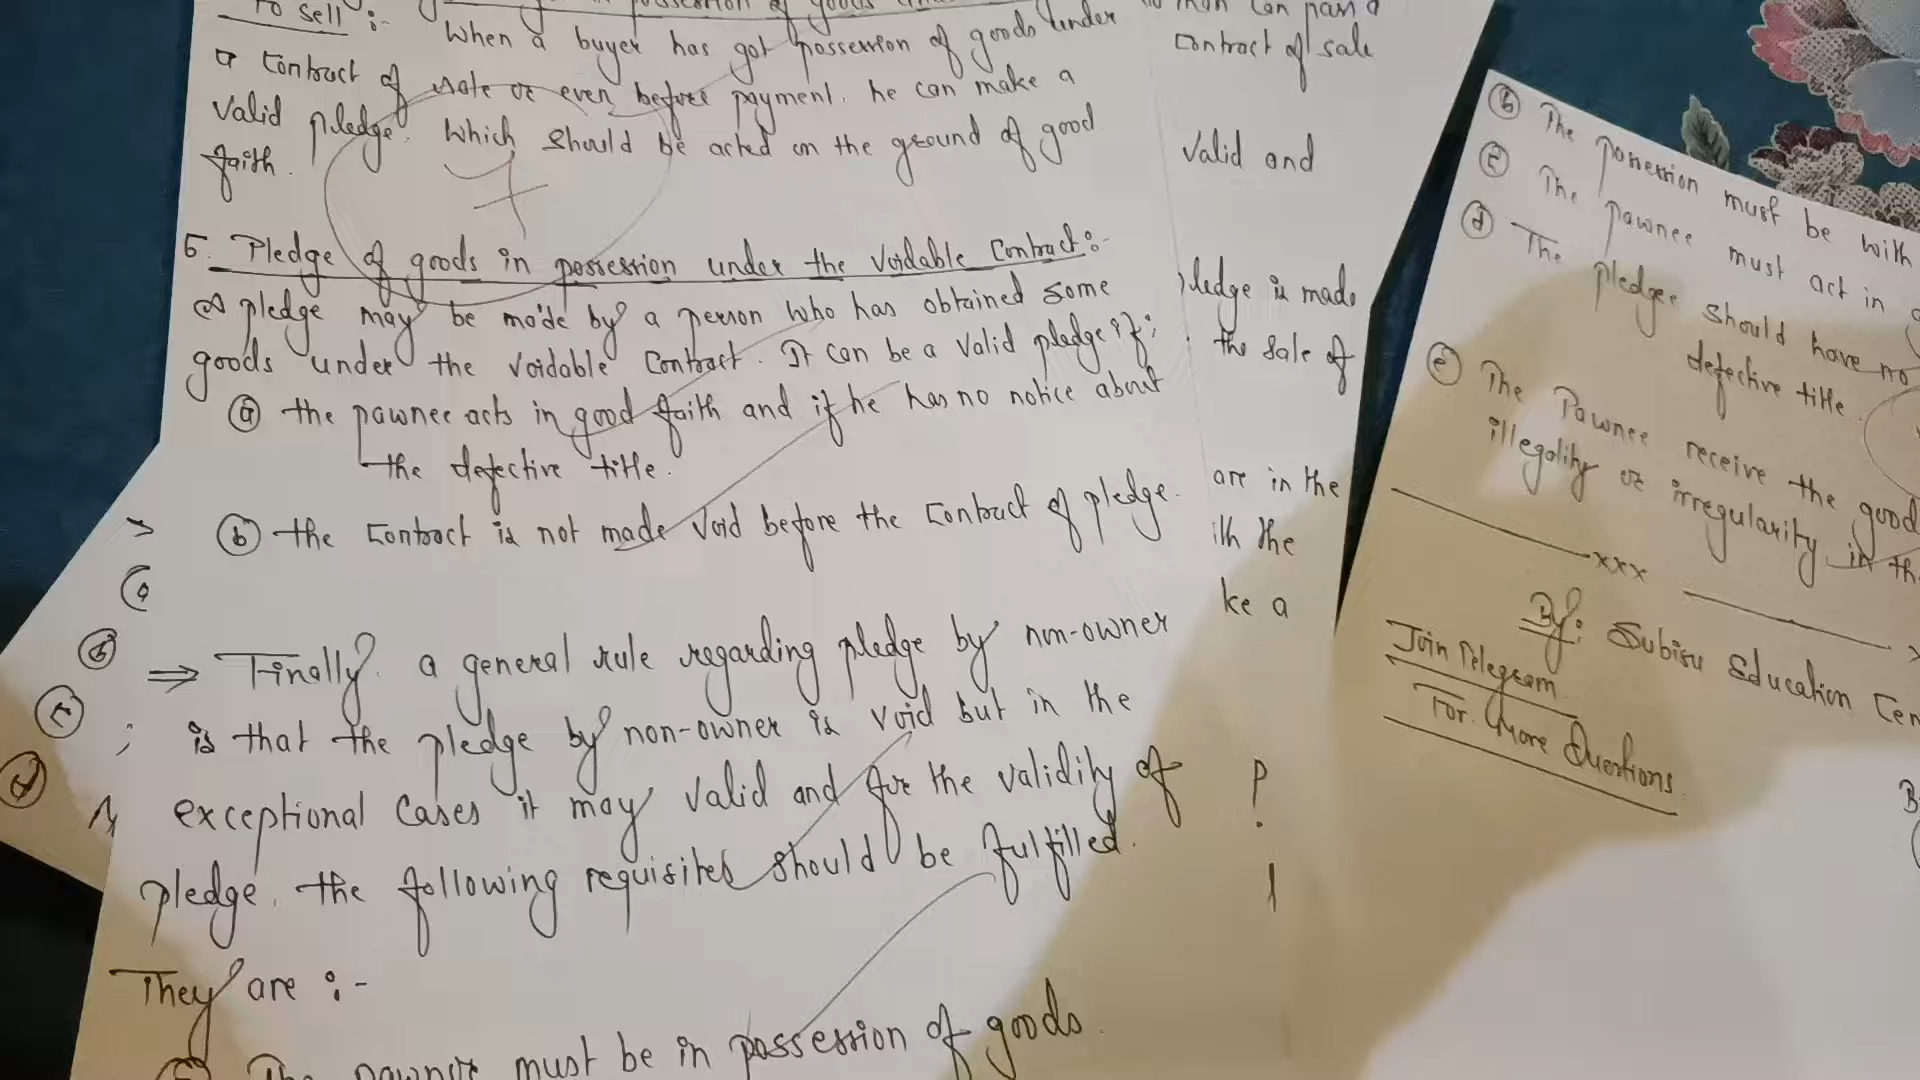 To sell :- possession of goods
When a buyer has got possession of goods under
a Contract of sale or even before payment. he can make a
valid pledge. Which should be acted on the ground of good
faith.
7
5. Pledge of goods in possession under the Voidable Contract:-
A pledge may be made by a person who has obtained some
goods under the voidable Contract. It can be a valid pledge if;
(a) the pawnee acts in good faith and if he has no notice about
the defective title.
(b) the Contract is not made void before the Contract of pledge.
⇒ Finally, a general rule regarding pledge by non-owner
is that the pledge by non-owner is void but in the
exceptional Cases it may valid and for the validity of
pledge, the following requisites should be fulfilled.
They are :-
The pawnor must be in possession of goods.
can pass a
Contract of sale
valid and
pledge is made
the sale of
are in the
ith the
ke a
(b) The possession must be with
(c) The pawnee must act in
(d) The pledgee should have no
defective title.
(e) The Pawnee receive the good
illegality or irregularity in th
xxx
By: Subisu Education Cen
Join Telegram
For More Questions